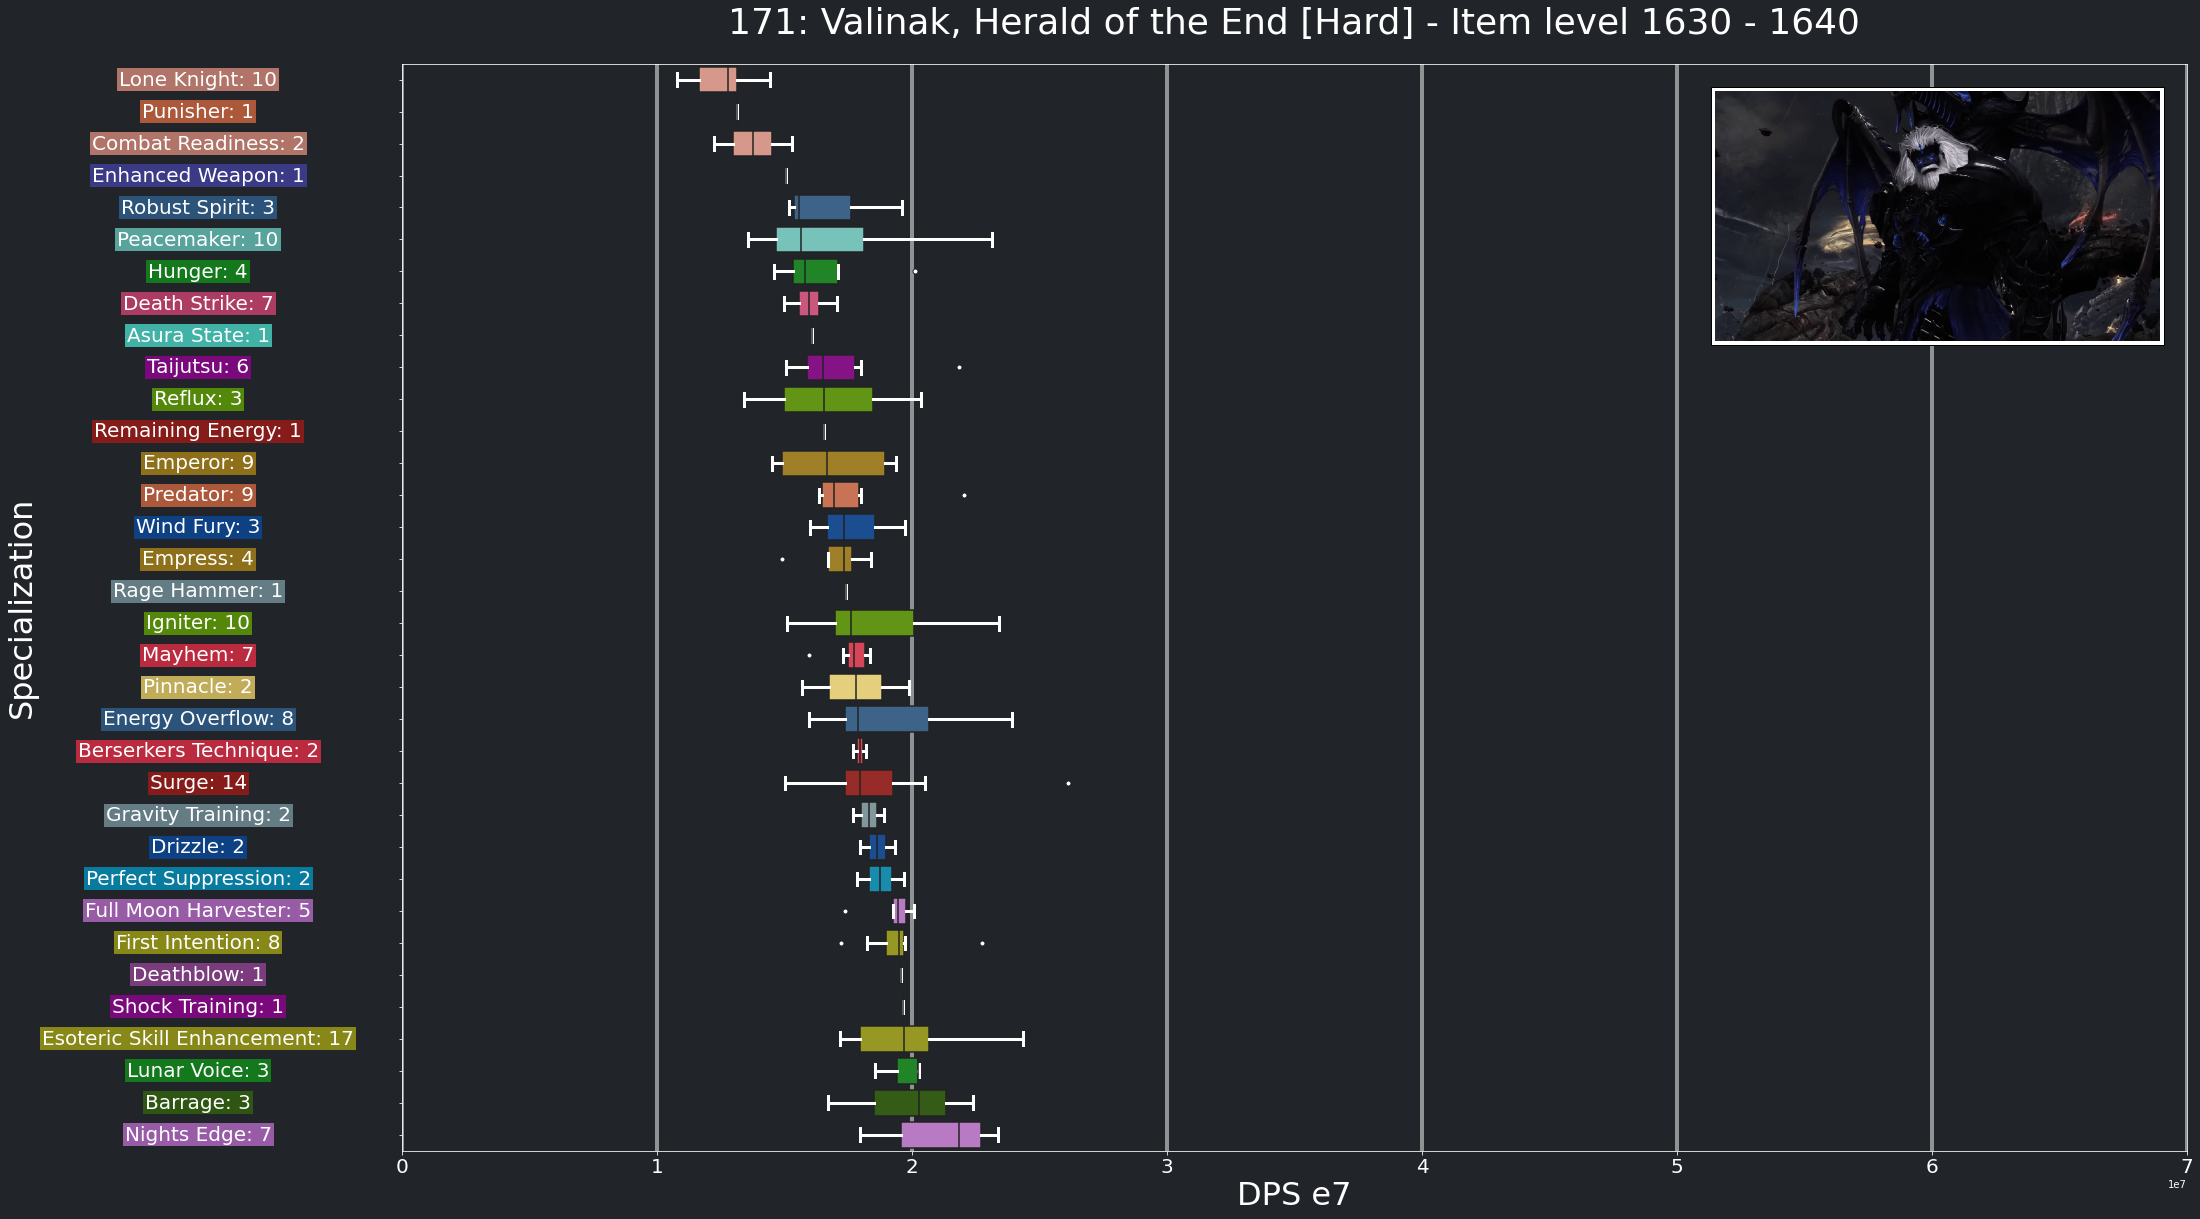 171: Valinak, Herald of the End [Hard] - Item level 1630 - 1640
Specialization
Lone Knight: 10
Punisher: 1
Combat Readiness: 2
Enhanced Weapon: 1
Robust Spirit: 3
Peacemaker: 10
Hunger: 4
Death Strike: 7
Asura State: 1
Taijutsu: 6
Reflux: 3
Remaining Energy: 1
Emperor: 9
Predator: 9
Wind Fury: 3
Empress: 4
Rage Hammer: 1
Igniter: 10
Mayhem: 7
Pinnacle: 2
Energy Overflow: 8
Berserkers Technique: 2
Surge: 14
Gravity Training: 2
Drizzle: 2
Perfect Suppression: 2
Full Moon Harvester: 5
First Intention: 8
Deathblow: 1
Shock Training: 1
Esoteric Skill Enhancement: 17
Lunar Voice: 3
Barrage: 3
Nights Edge: 7
0 1 2 3 4 5 6 7
1e7
DPS e7